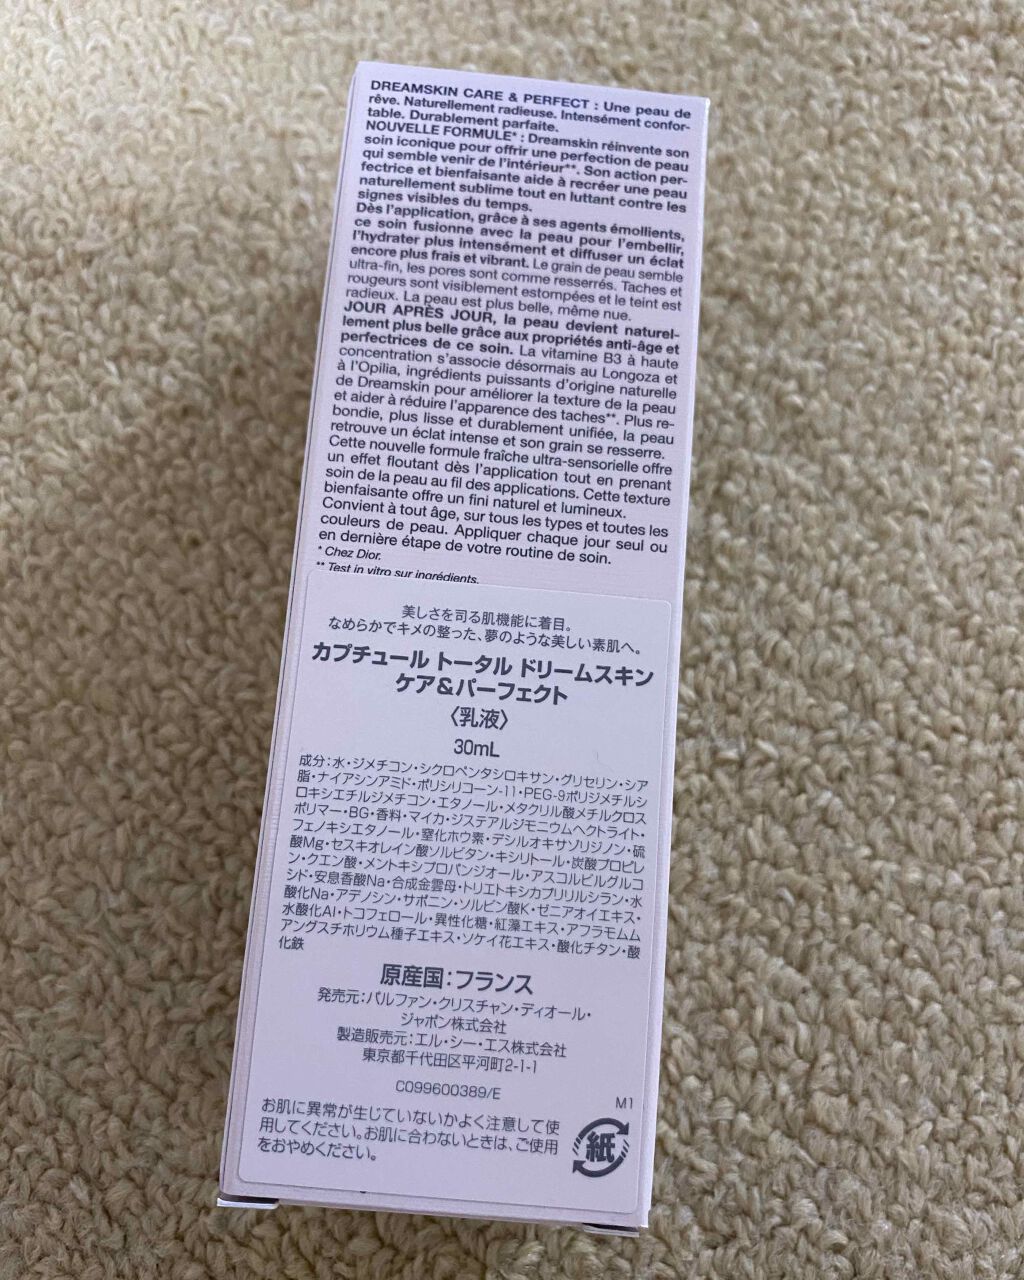 DREAMSKIN CARE & PERFECT : Une peau de
rêve. Naturellement radieuse. Intensément confor-
table. Durablement parfaite.
NOUVELLE FORMULE* : Dreamskin réinvente son
soin iconique pour offrir une perfection de peau
qui semble venir de l'intérieur**. Son action per-
fectrice et bienfaisante aide à recréer une peau
naturellement sublime tout en luttant contre les
signes visibles du temps.
Dès l'application, grâce à ses agents émollients,
ce soin fusionne avec la peau pour l'embellir,
l'hydrater plus intensément et diffuser un éclat
encore plus frais et vibrant. Le grain de peau semble
ultra-fin, les pores sont comme resserrés. Taches et
rougeurs sont visiblement estompées et le teint est
radieux. La peau est plus belle, même nue.
JOUR APRÈS JOUR, la peau devient naturel-
lement plus belle grâce aux propriétés anti-âge et
perfectrices de ce soin. La vitamine B3 à haute
concentration s'associe désormais au Longoza et
à l'Opilia, ingrédients puissants d'origine naturelle
de Dreamskin pour améliorer la texture de la peau
et aider à réduire l'apparence des taches**. Plus re-
bondie, plus lisse et durablement unifiée, la peau
retrouve un éclat intense et son grain se resserre.
Cette nouvelle formule fraîche ultra-sensorielle offre
un effet floutant dès l'application tout en prenant
soin de la peau au fil des applications. Cette texture
bienfaisante offre un fini naturel et lumineux.
Convient à tout âge, sur tous les types et toutes les
couleurs de peau. Appliquer chaque jour seul ou
en dernière étape de votre routine de soin.
* Chez Dior.
** Test in vitro sur ingrédients.
美しさを司る肌機能に着目。
なめらかでキメの整った、夢のような美しい素肌へ。
カプチュール トータル ドリームスキン
ケア&パーフェクト
〈乳液〉
30mL
成分:水・ジメチコン・シクロペンタシロキサン・グリセリン・シア
脂・ナイアシンアミド・ポリシリコーン-11・PEG-9ポリジメチルシ
ロキシエチルジメチコン・エタノール・メタクリル酸メチルクロス
ポリマー・BG・香料・マイカ・ジステアルジモニウムヘクトライト・
フェノキシエタノール・窒化ホウ素・デシルオキサゾリジノン・硫
酸Mg・セスキオレイン酸ソルビタン・キシリトール・炭酸プロピレ
ン・クエン酸・メントキシプロパンジオール・アスコルビルグルコ
シド・安息香酸Na・合成金雲母・トリエトキシカプリリルシラン・水
酸化Na・アデノシン・サポニン・ソルビン酸K・ゼニアオイエキス・
水酸化Al・トコフェロール・異性化糖・紅藻エキス・アフラモムム
アングスチホリウム種子エキス・ソケイ花エキス・酸化チタン・酸
化鉄
原産国:フランス
発売元:パルファン・クリスチャン・ディオール・
ジャポン株式会社
製造販売元:エル・シー・エス株式会社
東京都千代田区平河町2-1-1
C099600389/E
M1
お肌に異常が生じていないかよく注意して使
用してください。お肌に合わないときは、ご使用
をおやめください。
紙